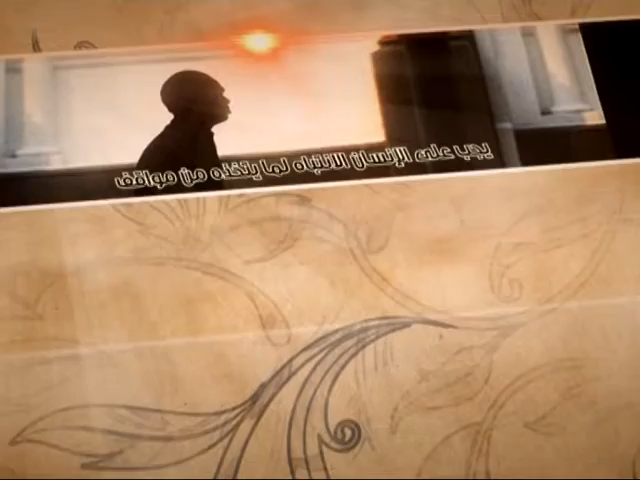 يجب على الإنسان الانتباه لما يتخذه من مواقف